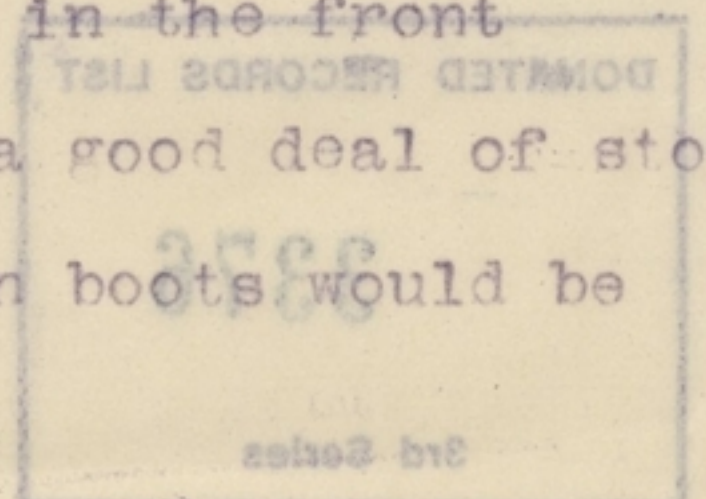 in the front
DONATED RECORDS LIST
a good deal of sto
boots would be
3rd Series